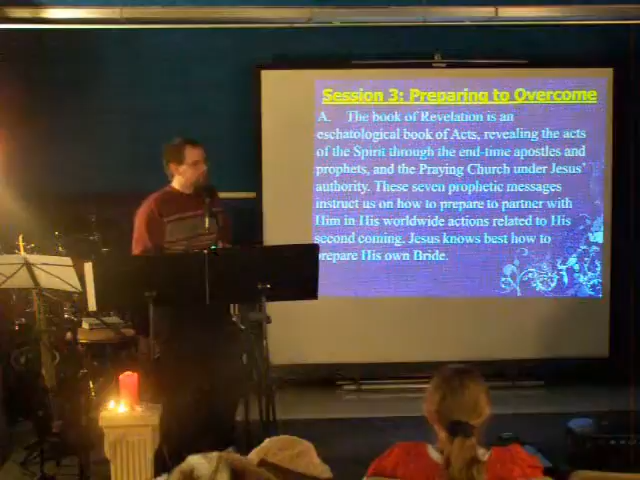 Session 3: Preparing to Overcome
A. The book of Revelation is an
eschatological book of Acts, revealing the acts
of the Spirit through the end-time apostles and
prophets, and the Praying Church under Jesus'
authority. These seven prophetic messages
instruct us on how to prepare to partner with
Him in His worldwide actions related to His
second coming. Jesus knows best how to
prepare His own Bride.